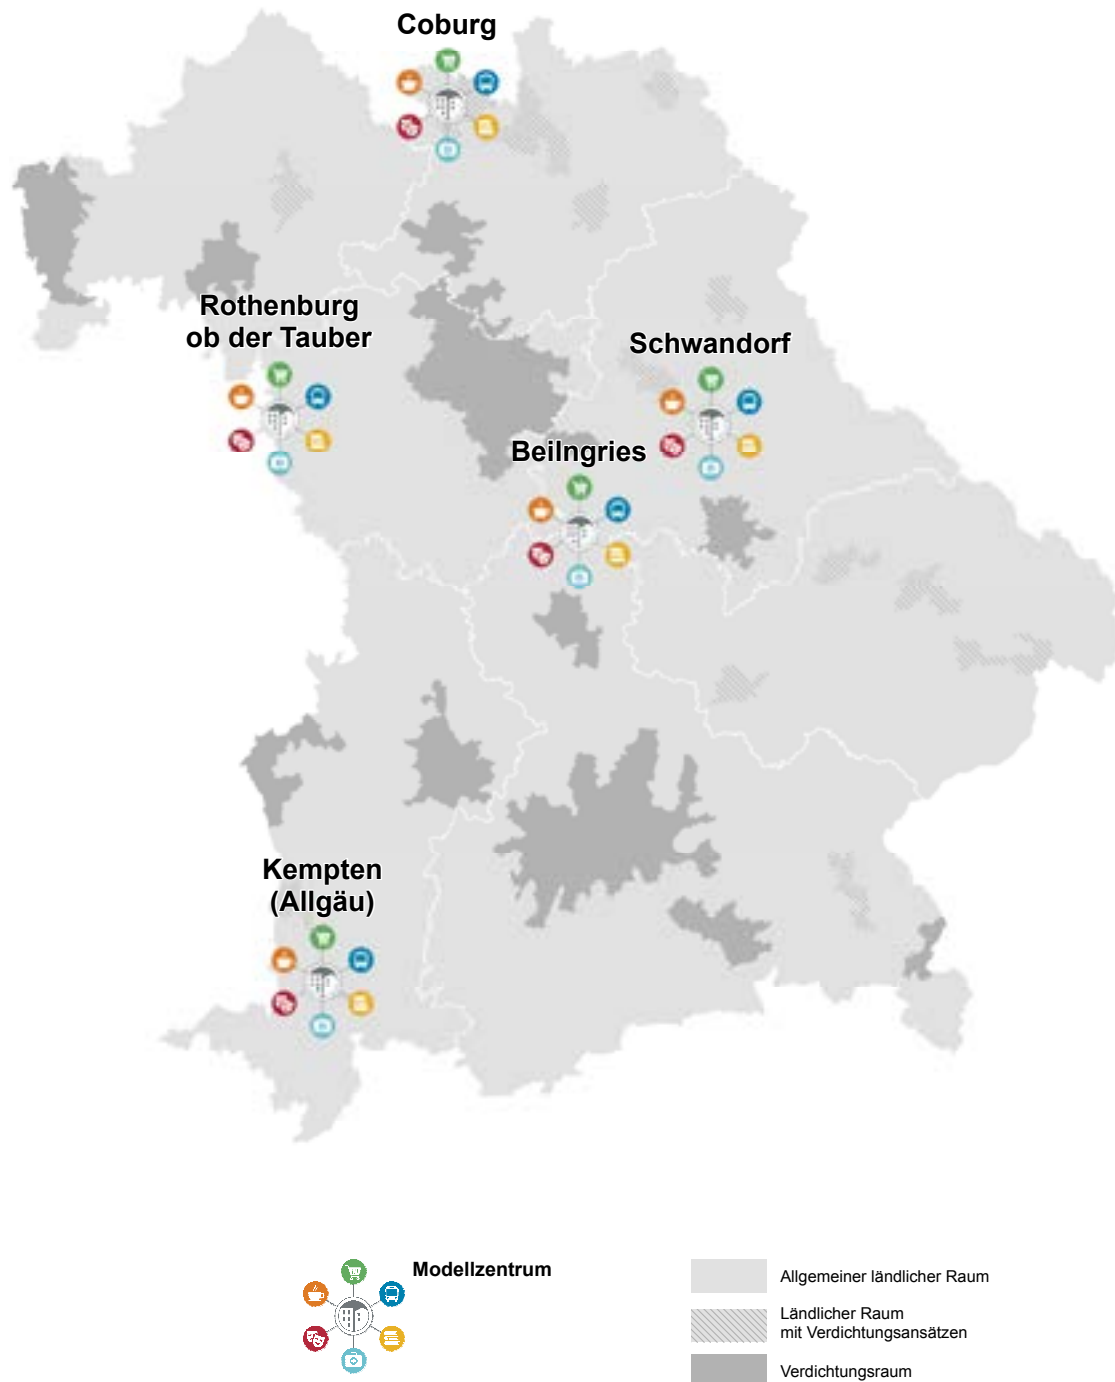 Coburg
Rothenburg
ob der Tauber
Schwandorf
Beilngries
Kempten
(Allgäu)
Modellzentrum
Allgemeiner ländlicher Raum
Ländlicher Raum
mit Verdichtungsansätzen
Verdichtungsraum